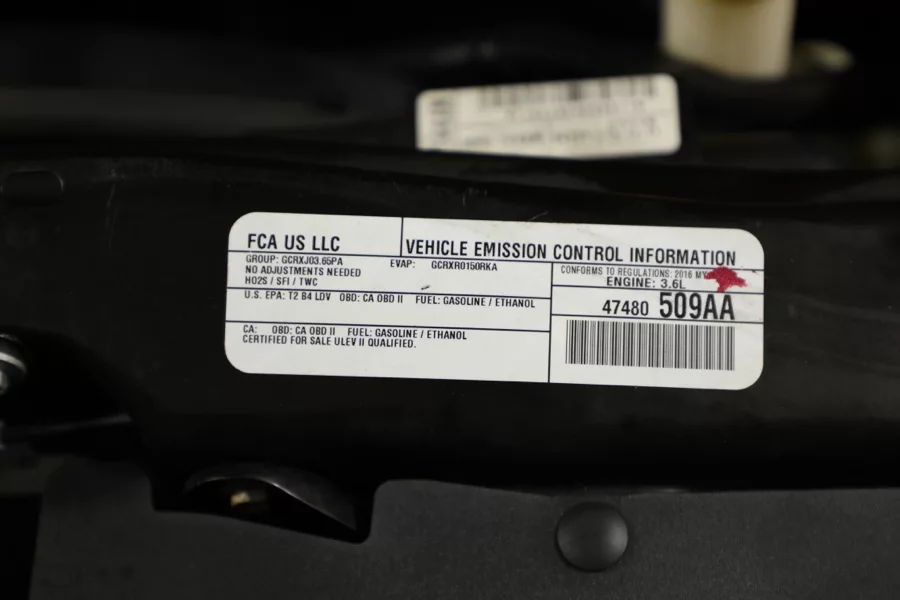 FCA US LLC
VEHICLE EMISSION CONTROL INFORMATION
GROUP: GCRXJ03.65PA EVAP: GCRXR0150RKA
NO ADJUSTMENTS NEEDED
HO2S / SFI / TWC
CONFORMS TO REGULATIONS: 2016 MY
ENGINE: 3.6L
U.S. EPA: T2 B4 LDV OBD: CA OBD II FUEL: GASOLINE / ETHANOL
47480 509AA
CA: OBD: CA OBD II FUEL: GASOLINE / ETHANOL
CERTIFIED FOR SALE ULEV II QUALIFIED.